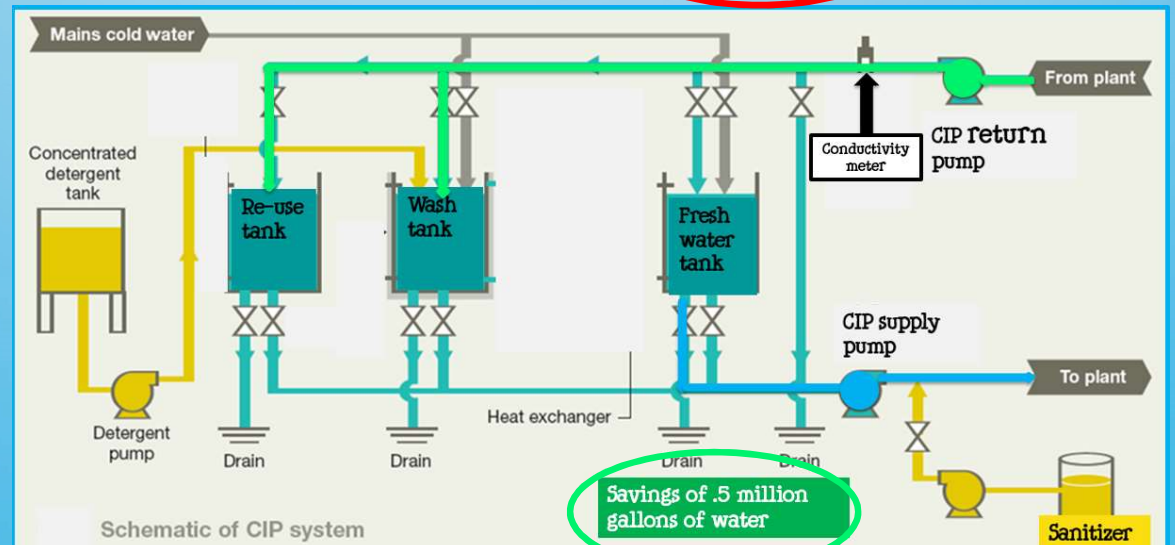 Mains cold water
From plant
CIP return
pump
Conductivity
meter
Concentrated
detergent
tank
Re-use
tank
Wash
tank
Fresh
water
tank
CIP supply
pump
To plant
Heat exchanger
Detergent
pump
Drain
Drain
Drain
Drain
Savings of .5 million
gallons of water
Sanitizer
Schematic of CIP system